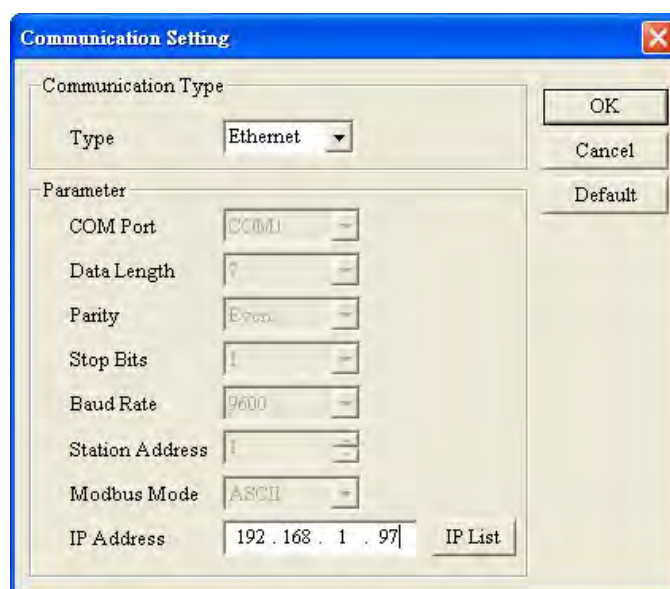 Communication Setting
Communication Type
Type Ethernet
OK
Cancel
Default
Parameter
COM Port COM1
Data Length 7
Parity Even
Stop Bits 1
Baud Rate 9600
Station Address 1
Modbus Mode ASCII
IP Address 192 . 168 . 1 . 97 IP List